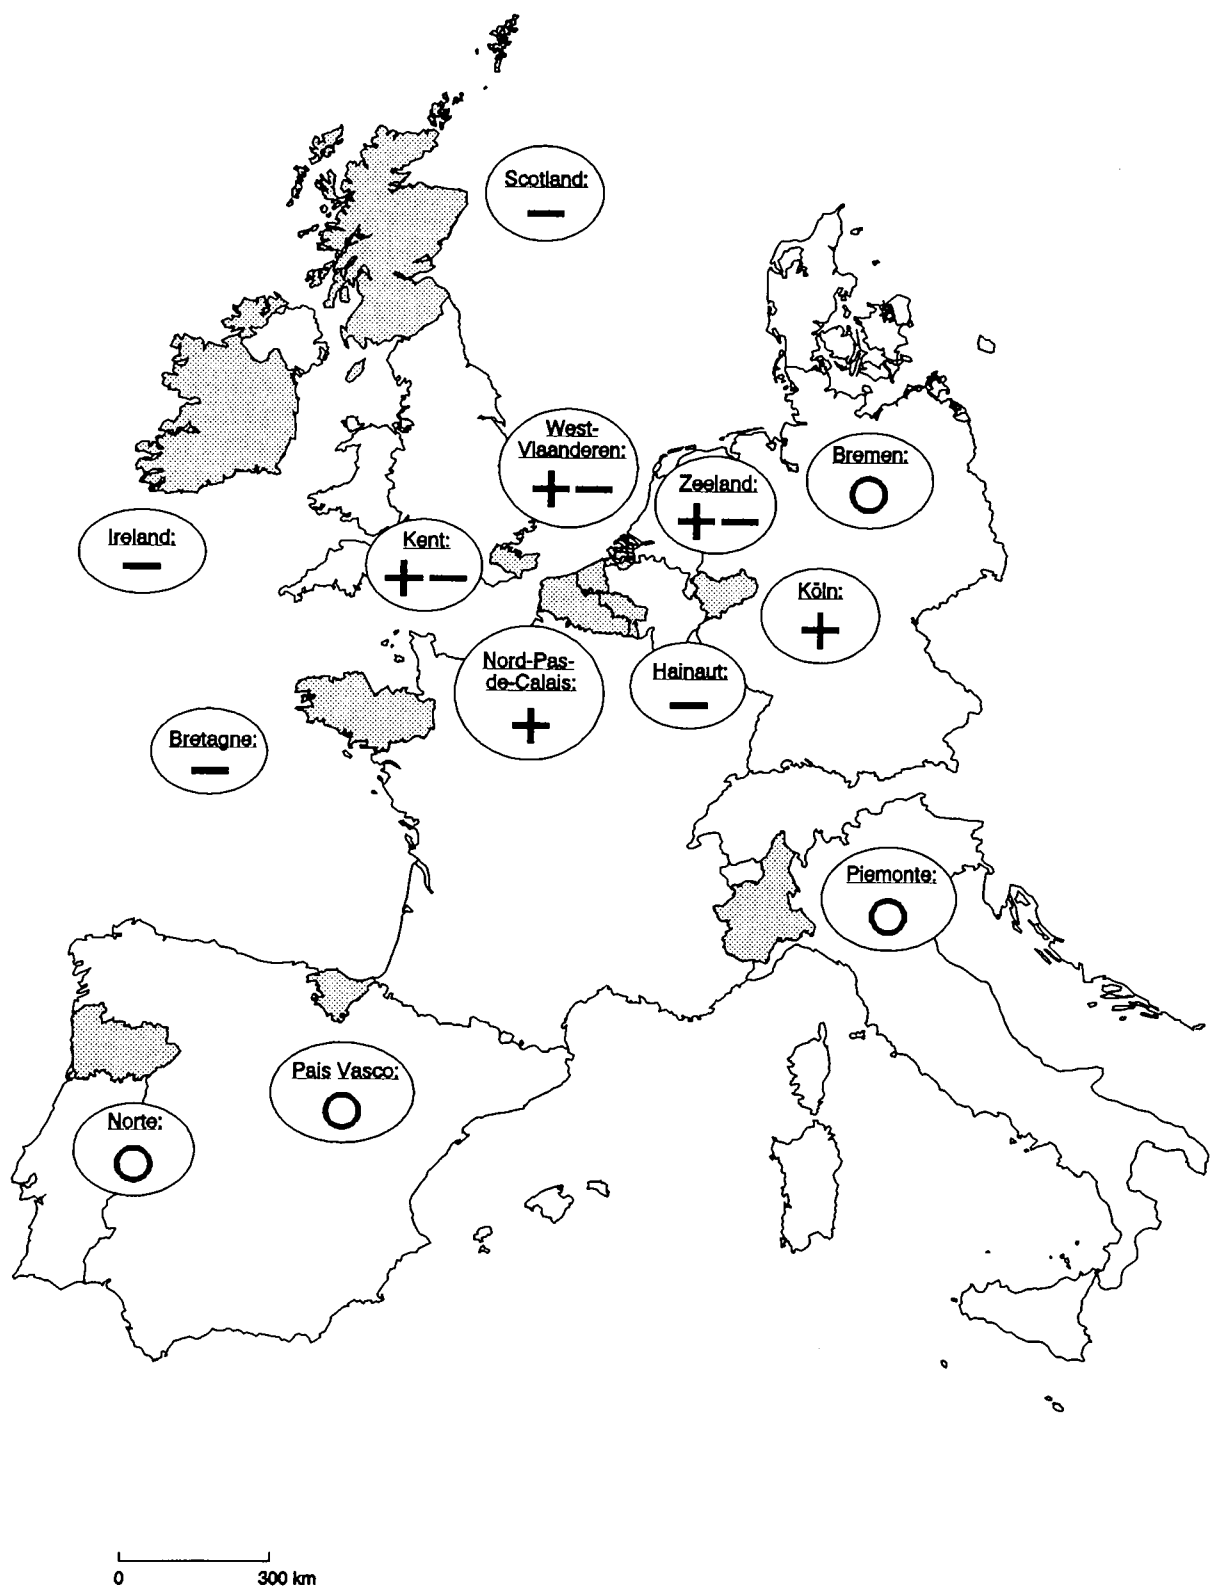 Scotland:
—
West-
Vlaanderen:
+ —
Bremen:
O
Zeeland:
+ —
Ireland:
—
Kent:
+ —
Köln:
+
Nord-Pas-
de-Calais:
+
Hainaut:
—
Bretagne:
—
Piemonte:
O
Pais Vasco:
O
Norte:
O
0 300 km